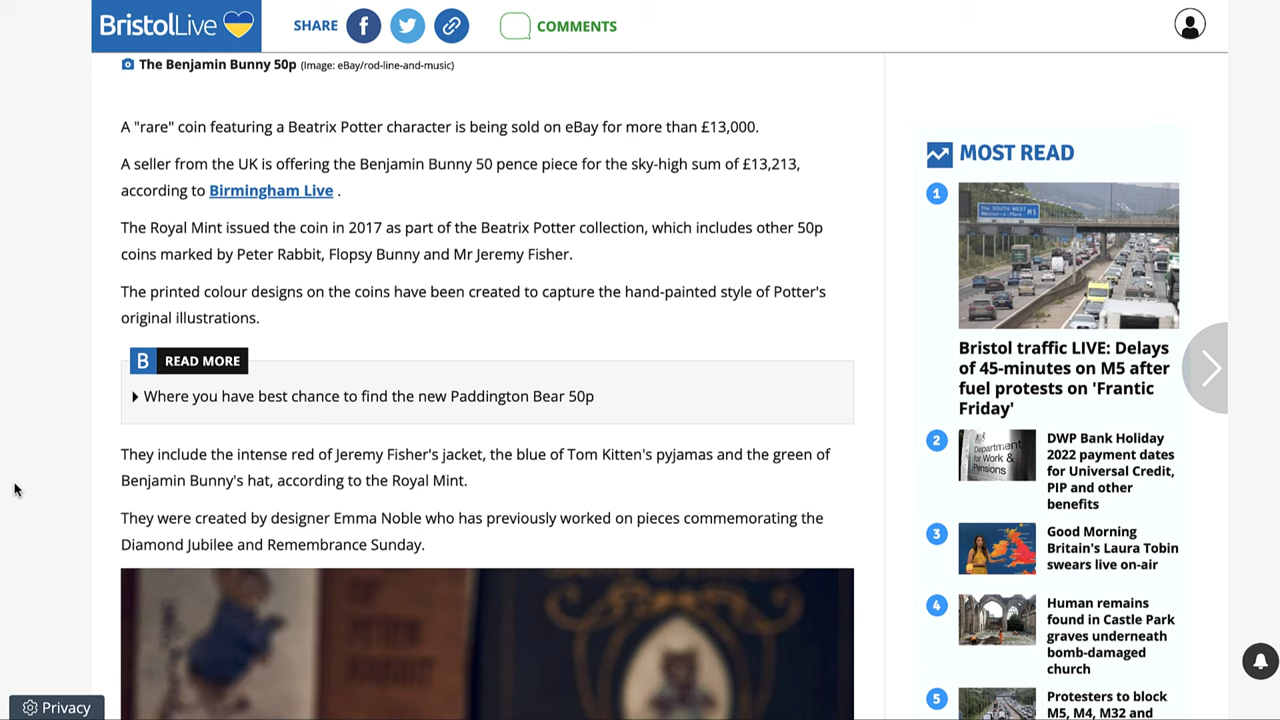 BristolLive
SHARE
COMMENTS
The Benjamin Bunny 50p (Image: eBay/rod-line-and-music)
A "rare" coin featuring a Beatrix Potter character is being sold on eBay for more than £13,000.
A seller from the UK is offering the Benjamin Bunny 50 pence piece for the sky-high sum of £13,213,
according to Birmingham Live .
The Royal Mint issued the coin in 2017 as part of the Beatrix Potter collection, which includes other 50p
coins marked by Peter Rabbit, Flopsy Bunny and Mr Jeremy Fisher.
The printed colour designs on the coins have been created to capture the hand-painted style of Potter's
original illustrations.
B READ MORE
Where you have best chance to find the new Paddington Bear 50p
They include the intense red of Jeremy Fisher's jacket, the blue of Tom Kitten's pyjamas and the green of
Benjamin Bunny's hat, according to the Royal Mint.
They were created by designer Emma Noble who has previously worked on pieces commemorating the
Diamond Jubilee and Remembrance Sunday.
Privacy
MOST READ
1
The SOUTH WEST
M5
Bristol traffic LIVE: Delays
of 45-minutes on M5 after
fuel protests on 'Frantic
Friday'
2
Department
for Work &
Pensions
DWP Bank Holiday
2022 payment dates
for Universal Credit,
PIP and other
benefits
3
Good Morning
Britain's Laura Tobin
swears live on-air
4
Human remains
found in Castle Park
graves underneath
bomb-damaged
church
5
Protesters to block
M5, M4, M32 and